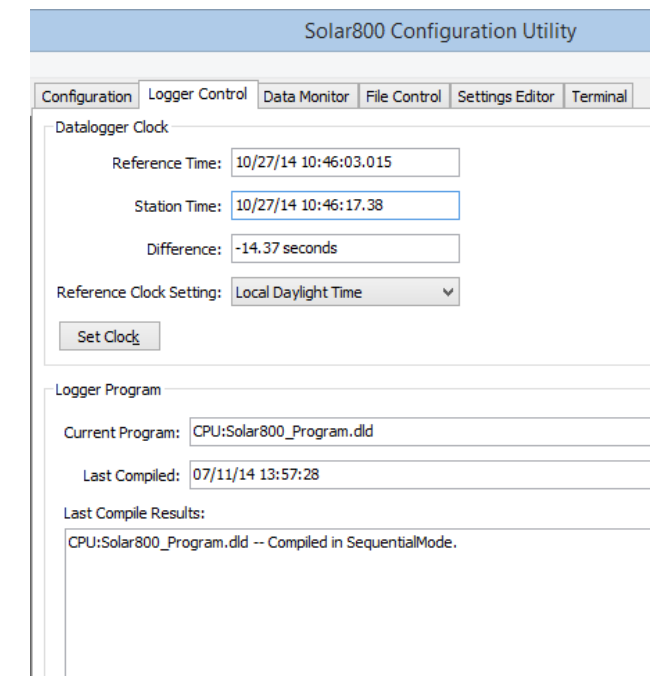 Solar800 Configuration Utility
Configuration Logger Control Data Monitor File Control Settings Editor Terminal
Datalogger Clock
Reference Time: 10/27/14 10:46:03.015
Station Time: 10/27/14 10:46:17.38
Difference: -14.37 seconds
Reference Clock Setting: Local Daylight Time
Set Clock
Logger Program
Current Program: CPU:Solar800_Program.dld
Last Compiled: 07/11/14 13:57:28
Last Compile Results:
CPU:Solar800_Program.dld -- Compiled in SequentialMode.